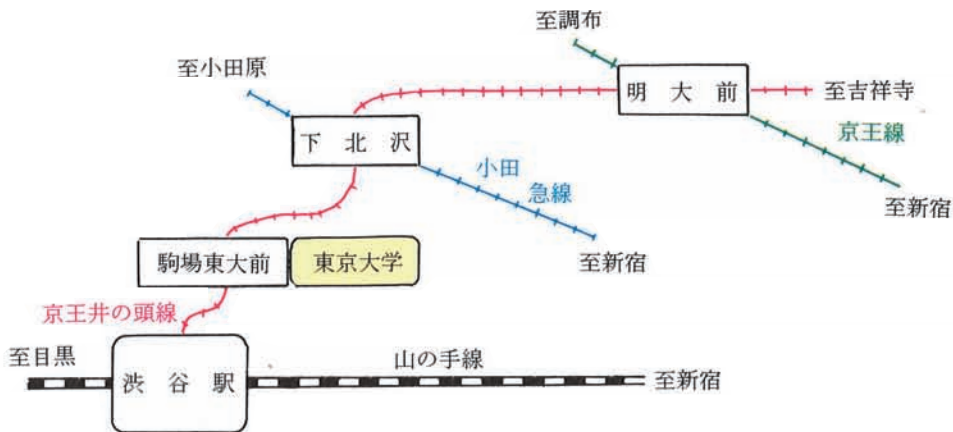 至調布
至小田原
明大前
至吉祥寺
下北沢
京王線
小田
急線
至新宿
駒場東大前
東京大学
至新宿
京王井の頭線
至目黒
渋谷駅
山の手線
至新宿